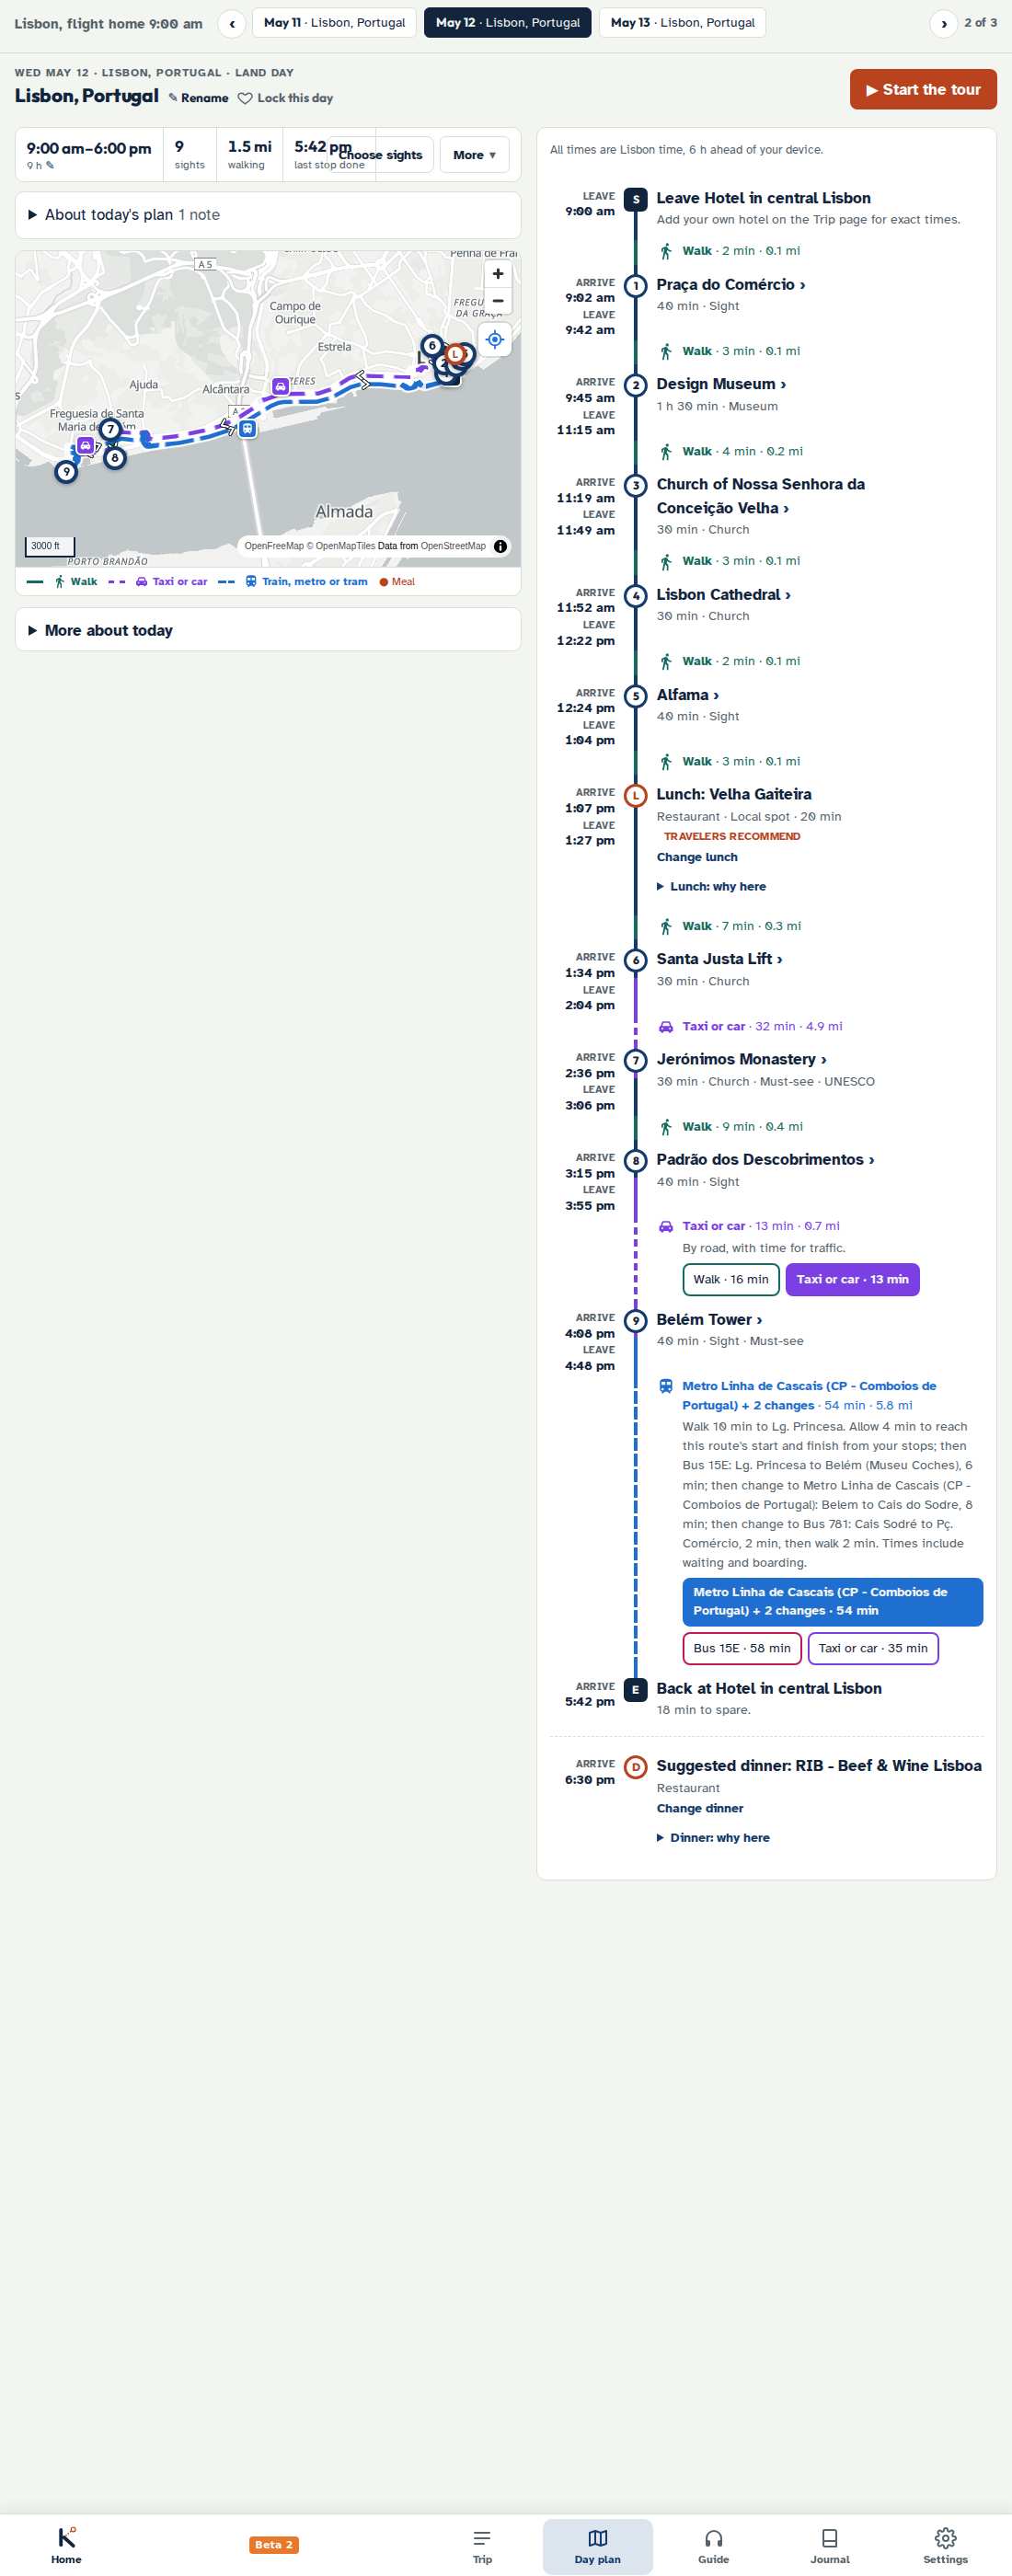 Lisbon, flight home 9:00 am
‹
May 11 · Lisbon, Portugal
May 12 · Lisbon, Portugal
May 13 · Lisbon, Portugal
›
2 of 3
WED MAY 12 · LISBON, PORTUGAL · LAND DAY
Lisbon, Portugal ✎ Rename Lock this day
▶ Start the tour
9:00 am–6:00 pm
9 h ✎
9
sights
1.5 mi
walking
5:42 pm
last stop done
Choose sights
More ▾
▶ About today's plan 1 note
A 5
Campo de
Ourique
Estrela
Ajuda
Alcântara
Freguesia de Santa
Almada
PORTO BRANDÃO
6
L
7
8
9
+
−
3000 ft
OpenFreeMap © OpenMapTiles Data from OpenStreetMap
Walk
Taxi or car
Train, metro or tram
Meal
▶ More about today
All times are Lisbon time, 6 h ahead of your device.
LEAVE
9:00 am
S
Leave Hotel in central Lisbon
Add your own hotel on the Trip page for exact times.
Walk · 2 min · 0.1 mi
ARRIVE
9:02 am
LEAVE
9:42 am
1
Praça do Comércio ›
40 min · Sight
Walk · 3 min · 0.1 mi
ARRIVE
9:45 am
LEAVE
11:15 am
2
Design Museum ›
1 h 30 min · Museum
Walk · 4 min · 0.2 mi
ARRIVE
11:19 am
LEAVE
11:49 am
3
Church of Nossa Senhora da
Conceição Velha ›
30 min · Church
Walk · 3 min · 0.1 mi
ARRIVE
11:52 am
LEAVE
12:22 pm
4
Lisbon Cathedral ›
30 min · Church
Walk · 2 min · 0.1 mi
ARRIVE
12:24 pm
LEAVE
1:04 pm
5
Alfama ›
40 min · Sight
Walk · 3 min · 0.1 mi
ARRIVE
1:07 pm
LEAVE
1:27 pm
L
Lunch: Velha Gaiteira
Restaurant · Local spot · 20 min
TRAVELERS RECOMMEND
Change lunch
▶ Lunch: why here
Walk · 7 min · 0.3 mi
ARRIVE
1:34 pm
LEAVE
2:04 pm
6
Santa Justa Lift ›
30 min · Church
Taxi or car · 32 min · 4.9 mi
ARRIVE
2:36 pm
LEAVE
3:06 pm
7
Jerónimos Monastery ›
30 min · Church · Must-see · UNESCO
Walk · 9 min · 0.4 mi
ARRIVE
3:15 pm
LEAVE
3:55 pm
8
Padrão dos Descobrimentos ›
40 min · Sight
Taxi or car · 13 min · 0.7 mi
By road, with time for traffic.
Walk · 16 min
Taxi or car · 13 min
ARRIVE
4:08 pm
LEAVE
4:48 pm
9
Belém Tower ›
40 min · Sight · Must-see
Metro Linha de Cascais (CP - Comboios de
Portugal) + 2 changes · 54 min · 5.8 mi
Walk 10 min to Lg. Princesa. Allow 4 min to reach
this route's start and finish from your stops; then
Bus 15E: Lg. Princesa to Belém (Museu Coches), 6
min; then change to Metro Linha de Cascais (CP -
Comboios de Portugal): Belem to Cais do Sodre, 8
min; then change to Bus 781: Cais Sodré to Pç.
Comércio, 2 min, then walk 2 min. Times include
waiting and boarding.
Metro Linha de Cascais (CP - Comboios de
Portugal) + 2 changes · 54 min
Bus 15E · 58 min
Taxi or car · 35 min
ARRIVE
5:42 pm
E
Back at Hotel in central Lisbon
18 min to spare.
ARRIVE
6:30 pm
D
Suggested dinner: RIB - Beef & Wine Lisboa
Restaurant
Change dinner
▶ Dinner: why here
Home
Beta 2
Trip
Day plan
Guide
Journal
Settings